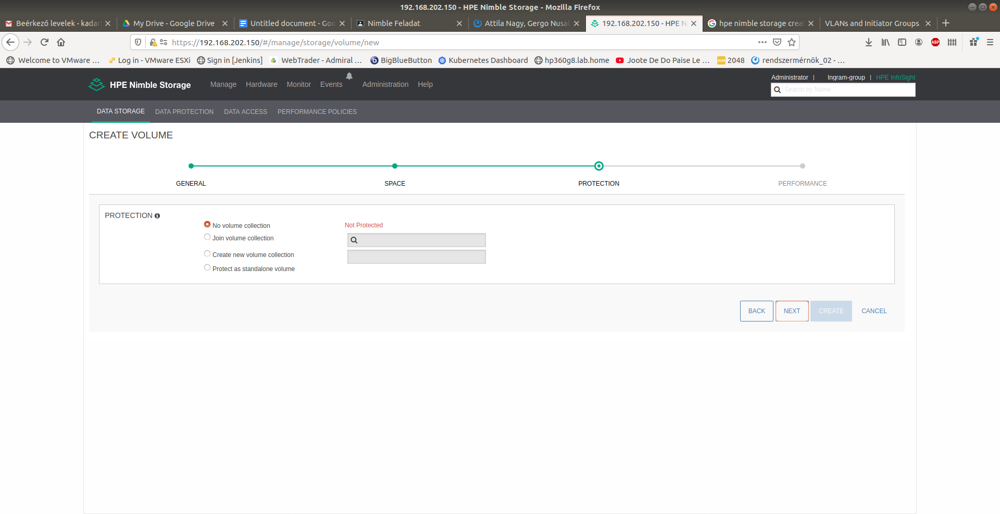 192.168.202.150 - HPE Nimble Storage - Mozilla Firefox
Beérkező levelek - kadar
My Drive - Google Drive
Untitled document - Goo
Nimble Feladat
Attila Nagy, Gergo Nusal
192.168.202.150 - HPE N
hpe nimble storage crea
VLANs and Initiator Groups
https://192.168.202.150/#/manage/storage/volume/new
ABP
Welcome to VMware ...
Log in - VMware ESXi
Sign in [Jenkins]
WebTrader - Admiral ...
BigBlueButton
Kubernetes Dashboard
hp360g8.lab.home
Joote De Do Paise Le ...
2048
2048
rendszermérnök_02 - ...
HPE Nimble Storage
Manage
Hardware
Monitor
Events
Administration
Help
Administrator | Ingram-group | HPE InfoSight
Search by Name
DATA STORAGE
DATA PROTECTION
DATA ACCESS
PERFORMANCE POLICIES
CREATE VOLUME
GENERAL
SPACE
PROTECTION
PERFORMANCE
PROTECTION
No volume collection
Not Protected
Join volume collection
Create new volume collection
Protect as standalone volume
BACK
NEXT
CREATE
CANCEL